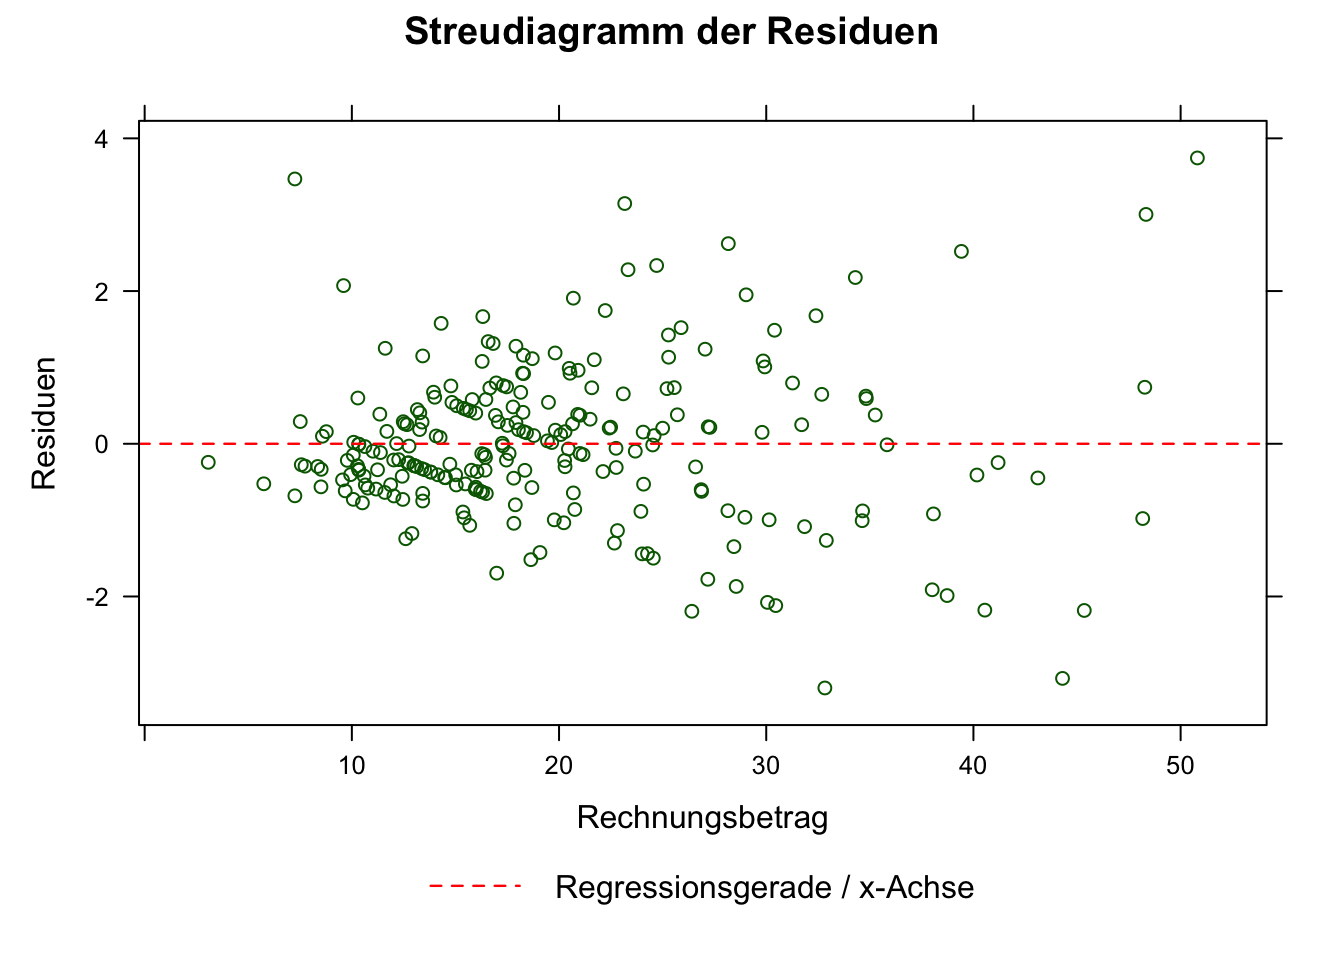 Streudiagramm der Residuen
4
2
0
-2
Residuen
10 20 30 40 50
Rechnungsbetrag
Regressionsgerade / x-Achse